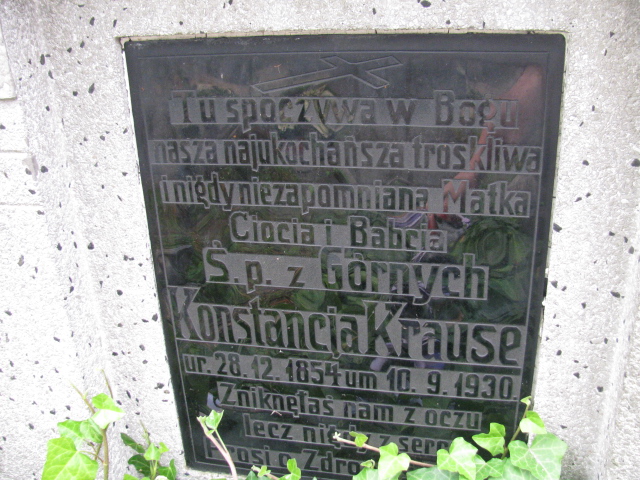 Tu spoczywa w Bogu
nasza najukochańsza troskliwa
i nigdy niezapomniana Matka
Ciocia i Babcia
Ś.p. z Górnych
Konstancja Krause
ur. 28.12.1854 um 10.9.1930.
Zniknęłaś nam z oczu
lecz z
o Zdro